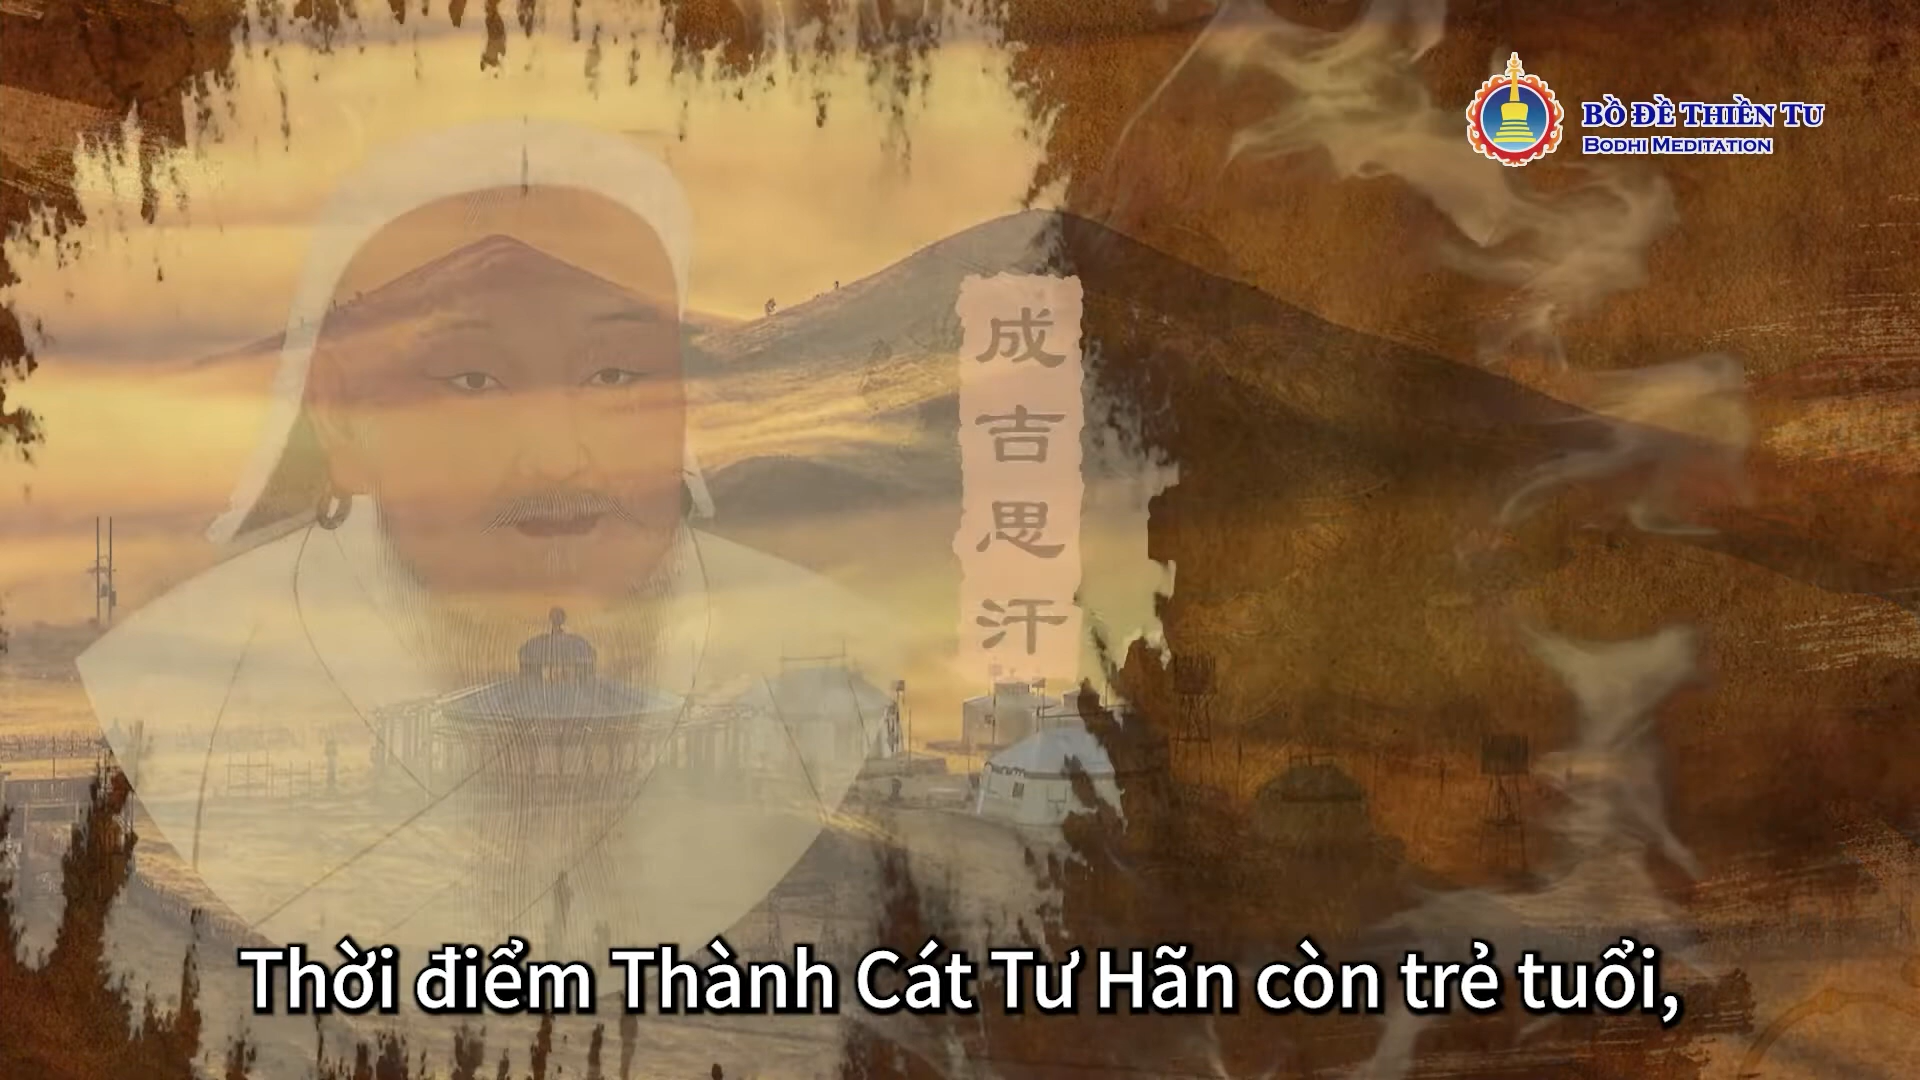 BỒ ĐỀ THIỀN TU
BODHI MEDITATION
成吉思汗
Thời điểm Thành Cát Tư Hãn còn trẻ tuổi,